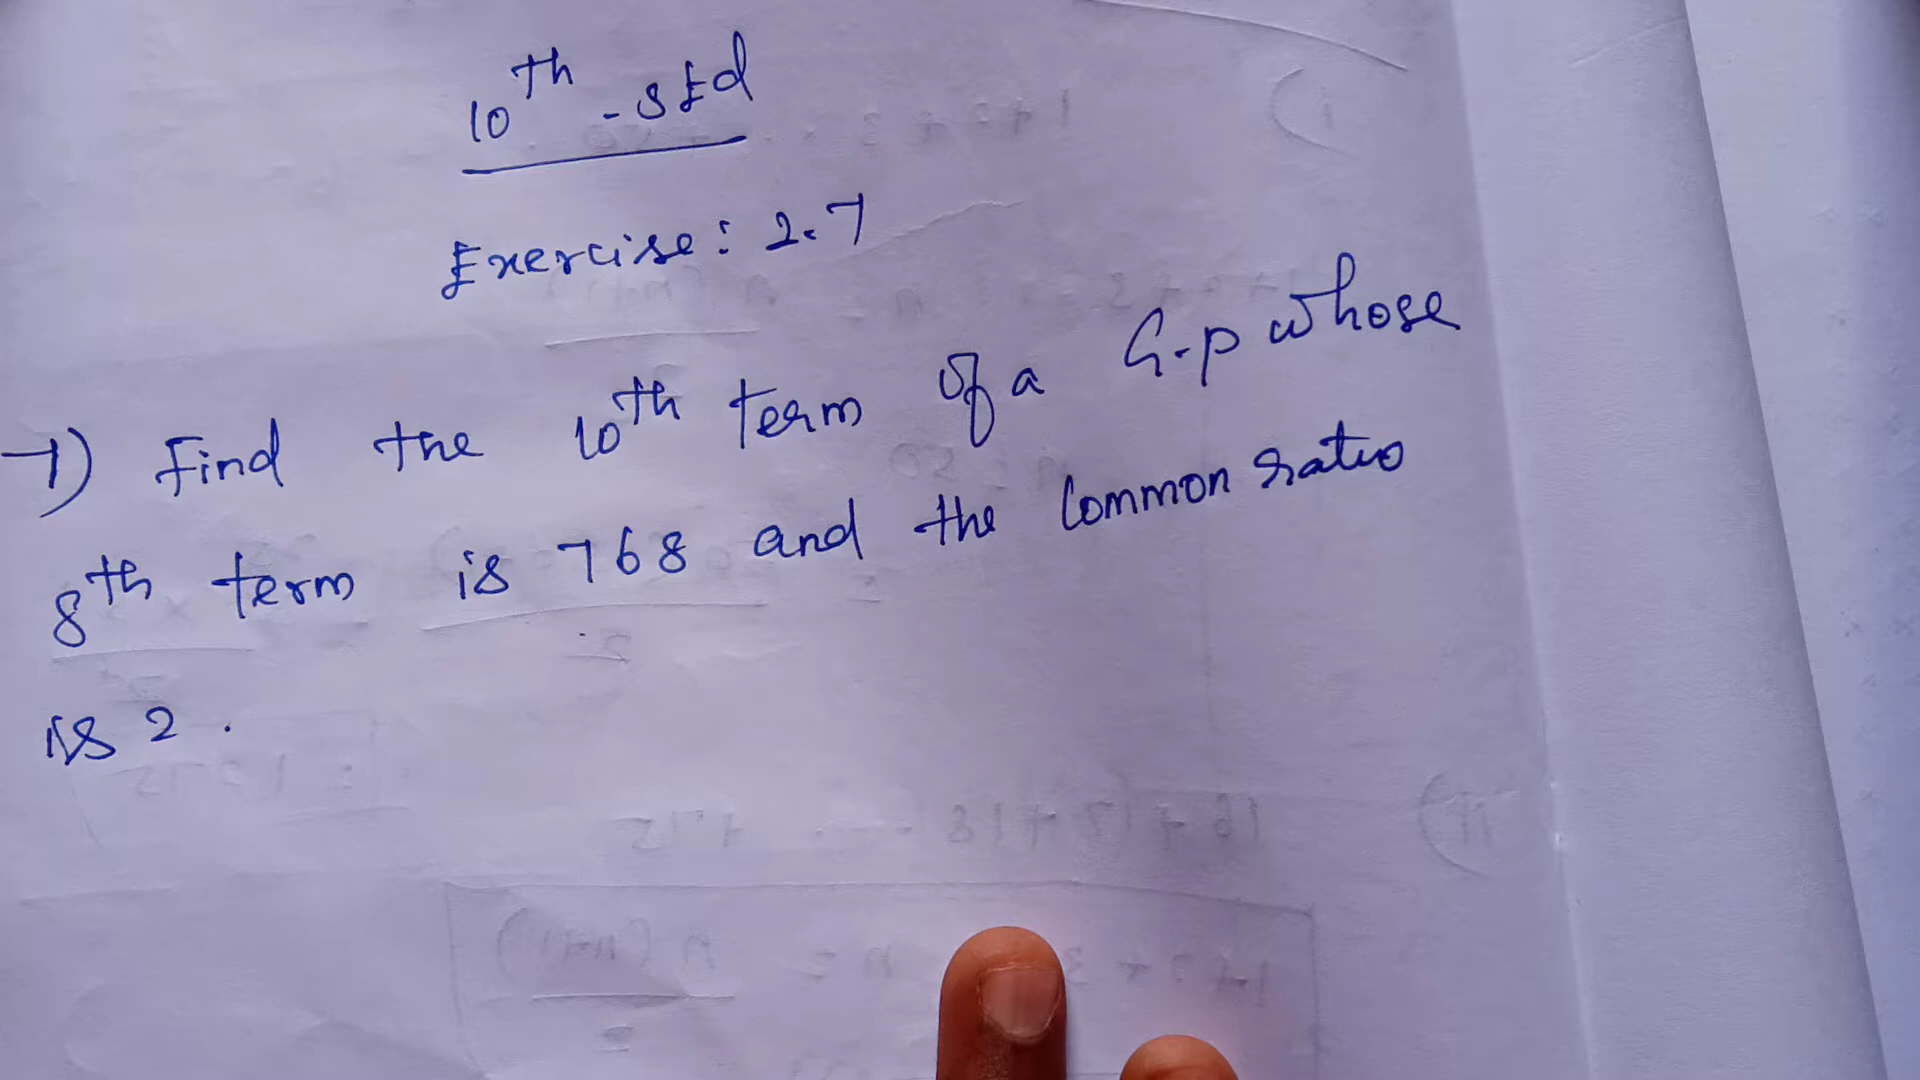 10th - std
Exercise: 2.7
7) Find the 10th term of a G.P whose
8th term is 768 and the Common ratio
is 2.